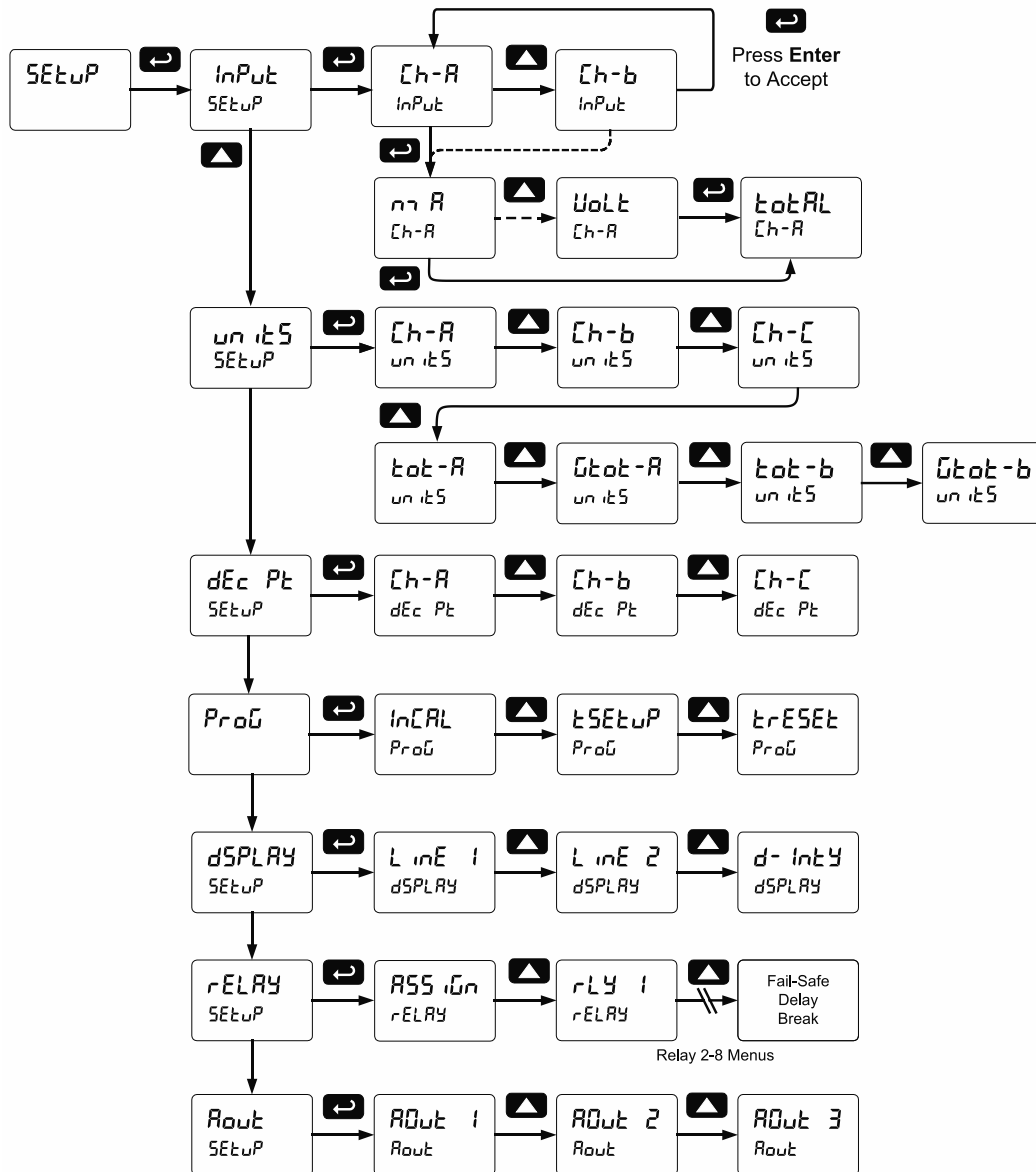 SEtuP
InPut
SEtuP
Ch-A
InPut
Ch-b
InPut
Press Enter
to Accept
mA
Ch-A
VoLt
Ch-A
totAL
Ch-A
unitS
SEtuP
Ch-A
unitS
Ch-b
unitS
Ch-C
unitS
tot-A
unitS
Gtot-A
unitS
tot-b
unitS
Gtot-b
unitS
dEc Pt
SEtuP
Ch-A
dEc Pt
Ch-b
dEc Pt
Ch-C
dEc Pt
ProG
InCAL
ProG
tSEtuP
ProG
trESEt
ProG
dSPLAY
SEtuP
LinE 1
dSPLAY
LinE 2
dSPLAY
d-IntY
dSPLAY
rELAY
SEtuP
ASSiGn
rELAY
rLY 1
rELAY
Fail-Safe
Delay
Break
Relay 2-8 Menus
Aout
SEtuP
AOut 1
Aout
AOut 2
Aout
AOut 3
Aout